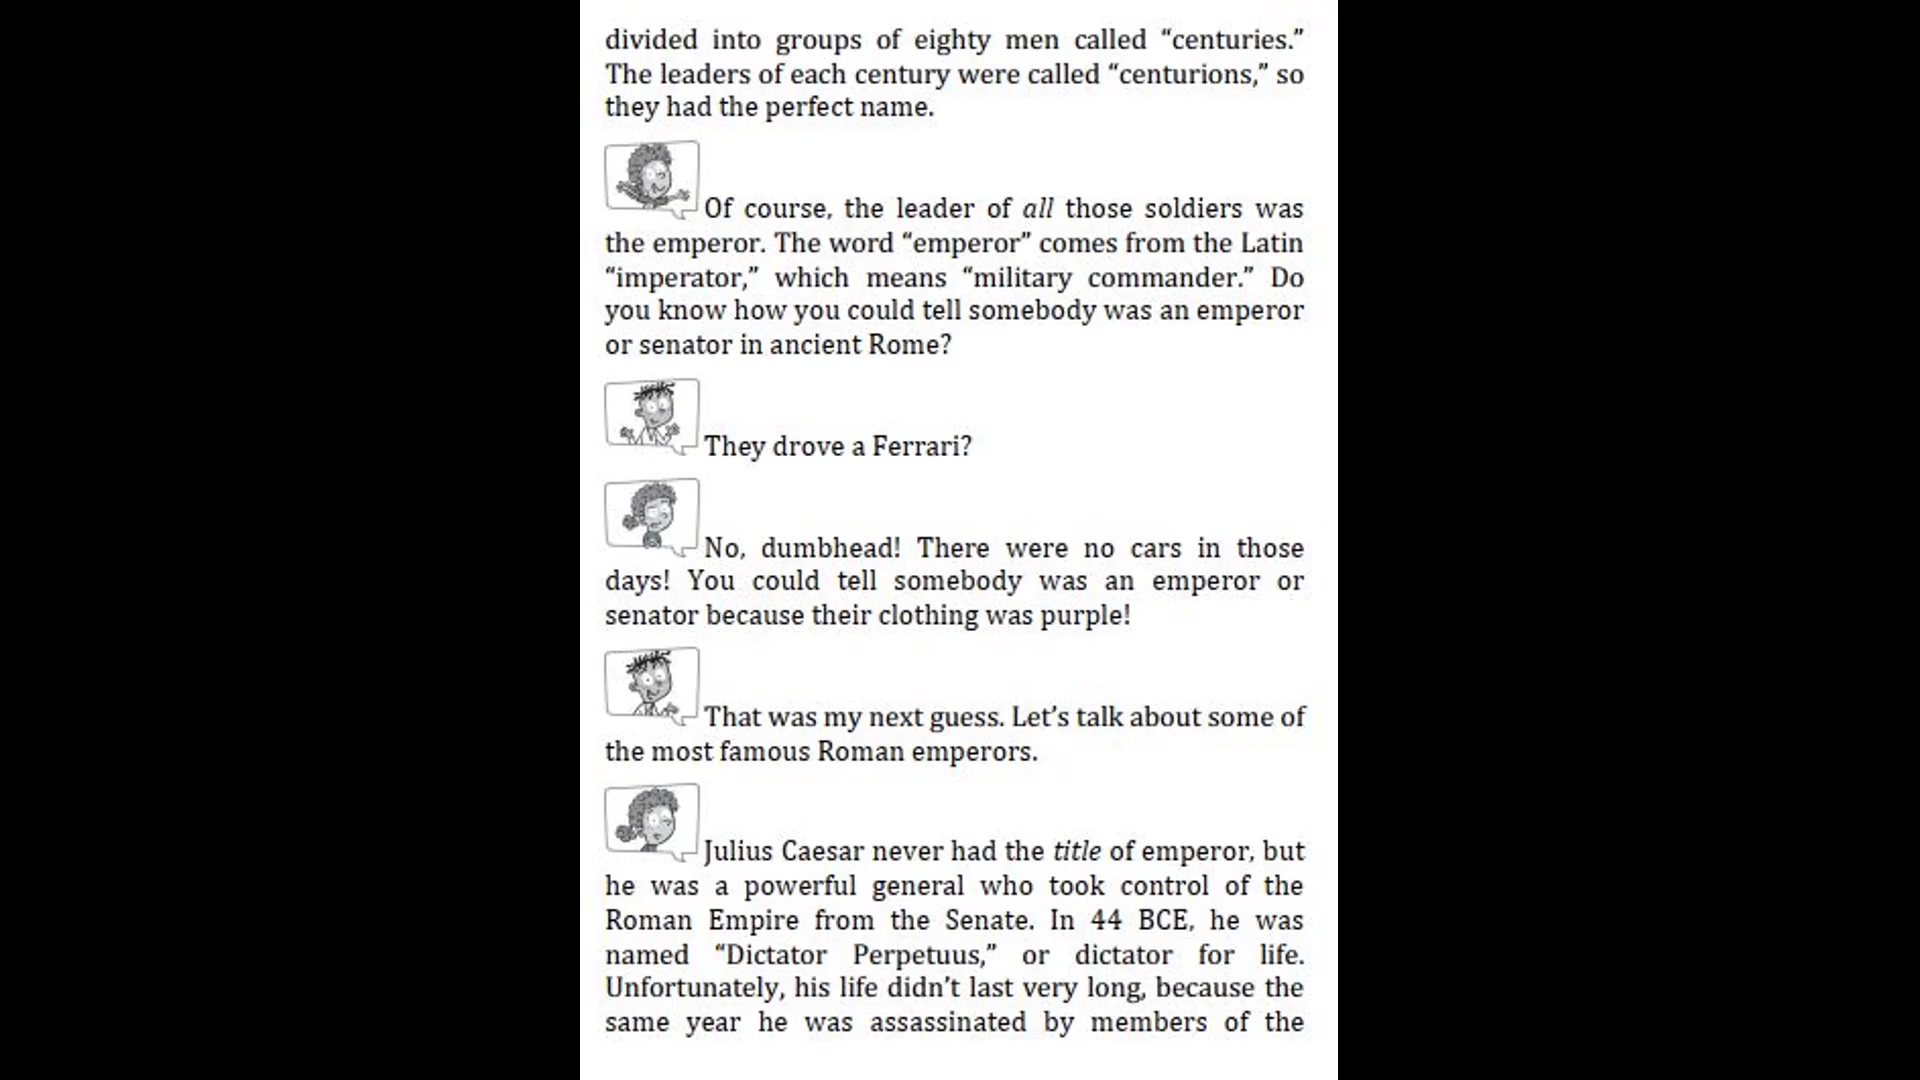 divided into groups of eighty men called “centuries.”
The leaders of each century were called “centurions,” so
they had the perfect name.
Of course, the leader of all those soldiers was
the emperor. The word “emperor” comes from the Latin
“imperator,” which means “military commander.” Do
you know how you could tell somebody was an emperor
or senator in ancient Rome?
They drove a Ferrari?
No, dumbhead! There were no cars in those
days! You could tell somebody was an emperor or
senator because their clothing was purple!
That was my next guess. Let’s talk about some of
the most famous Roman emperors.
Julius Caesar never had the title of emperor, but
he was a powerful general who took control of the
Roman Empire from the Senate. In 44 BCE, he was
named “Dictator Perpetuus,” or dictator for life.
Unfortunately, his life didn’t last very long, because the
same year he was assassinated by members of the